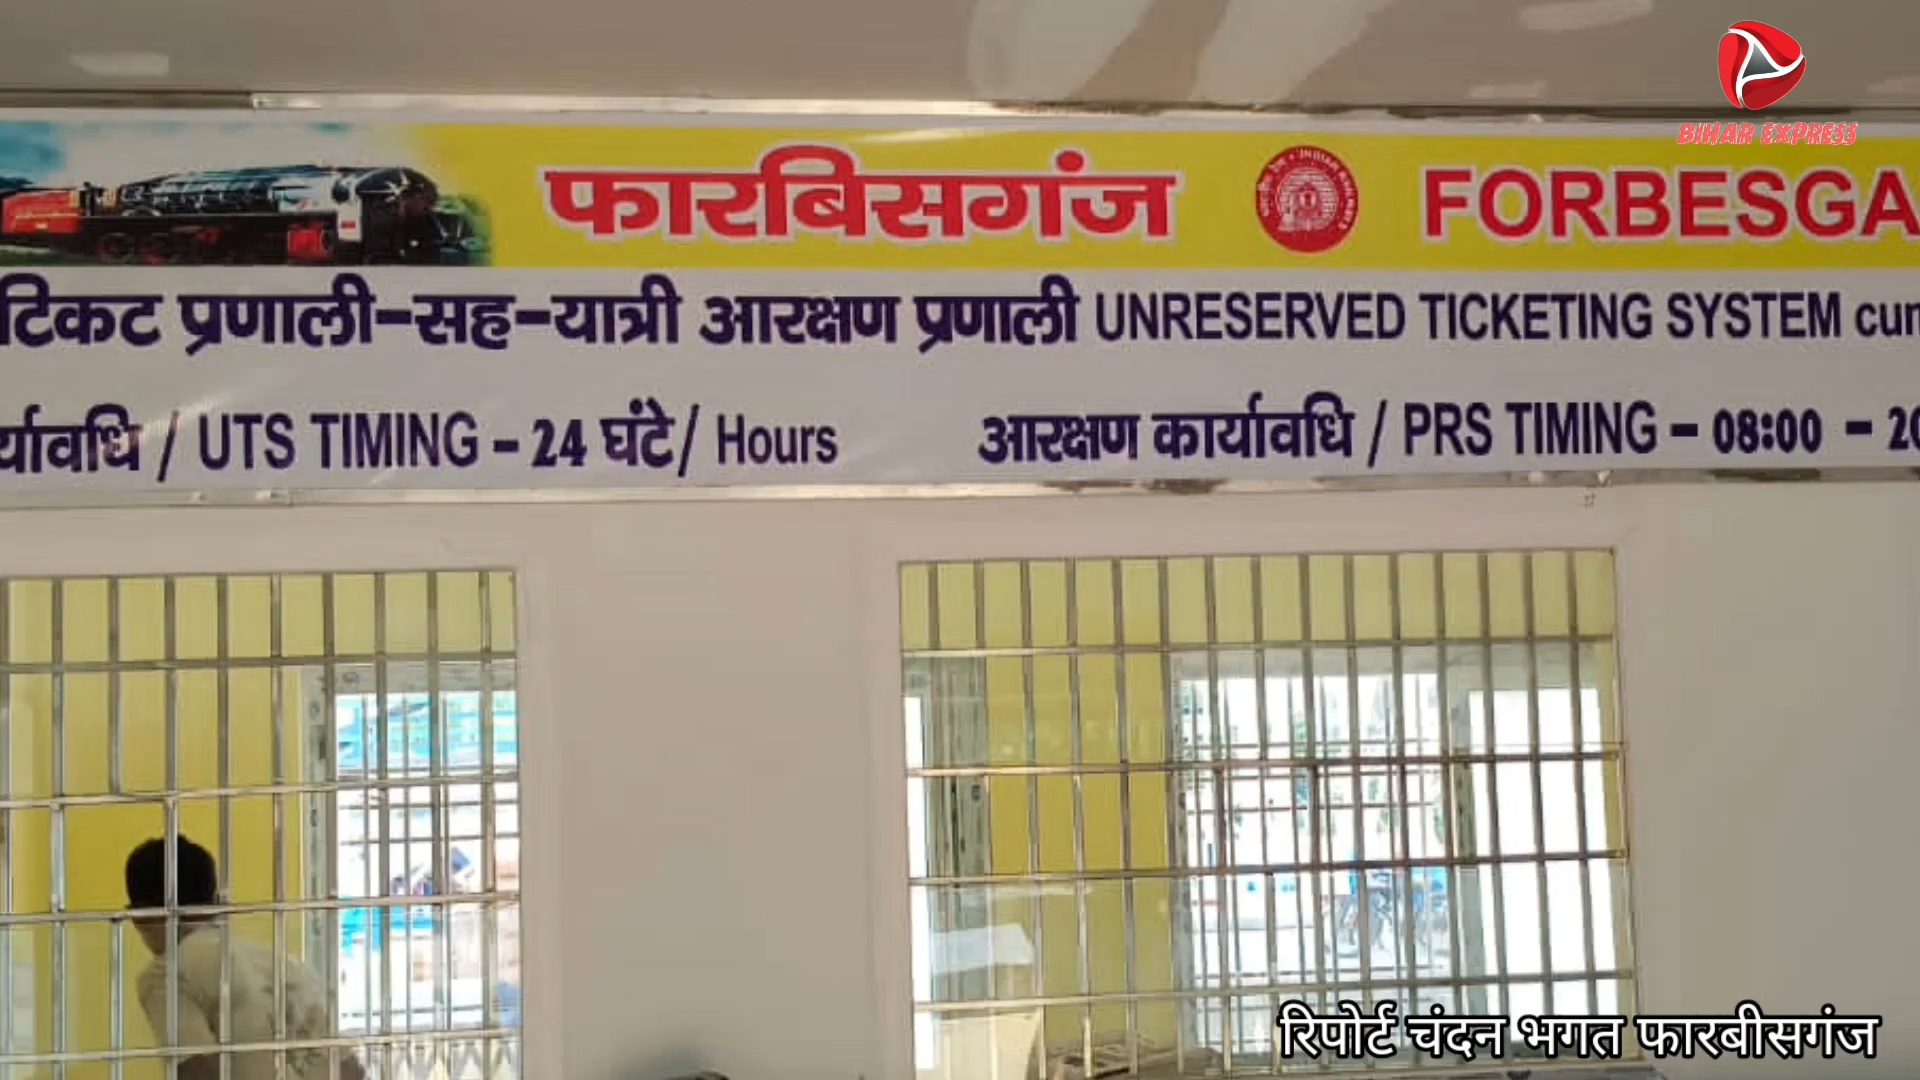 BIHAR EXPRESS
फारबिसगंज FORBESGA
टिकट प्रणाली-सह-यात्री आरक्षण प्रणाली UNRESERVED TICKETING SYSTEM cum
र्यावधि / UTS TIMING - 24 घंटे/ Hours आरक्षण कार्यावधि / PRS TIMING - 08:00 - 20
रिपोर्ट चंदन भगत फारबीसगंज